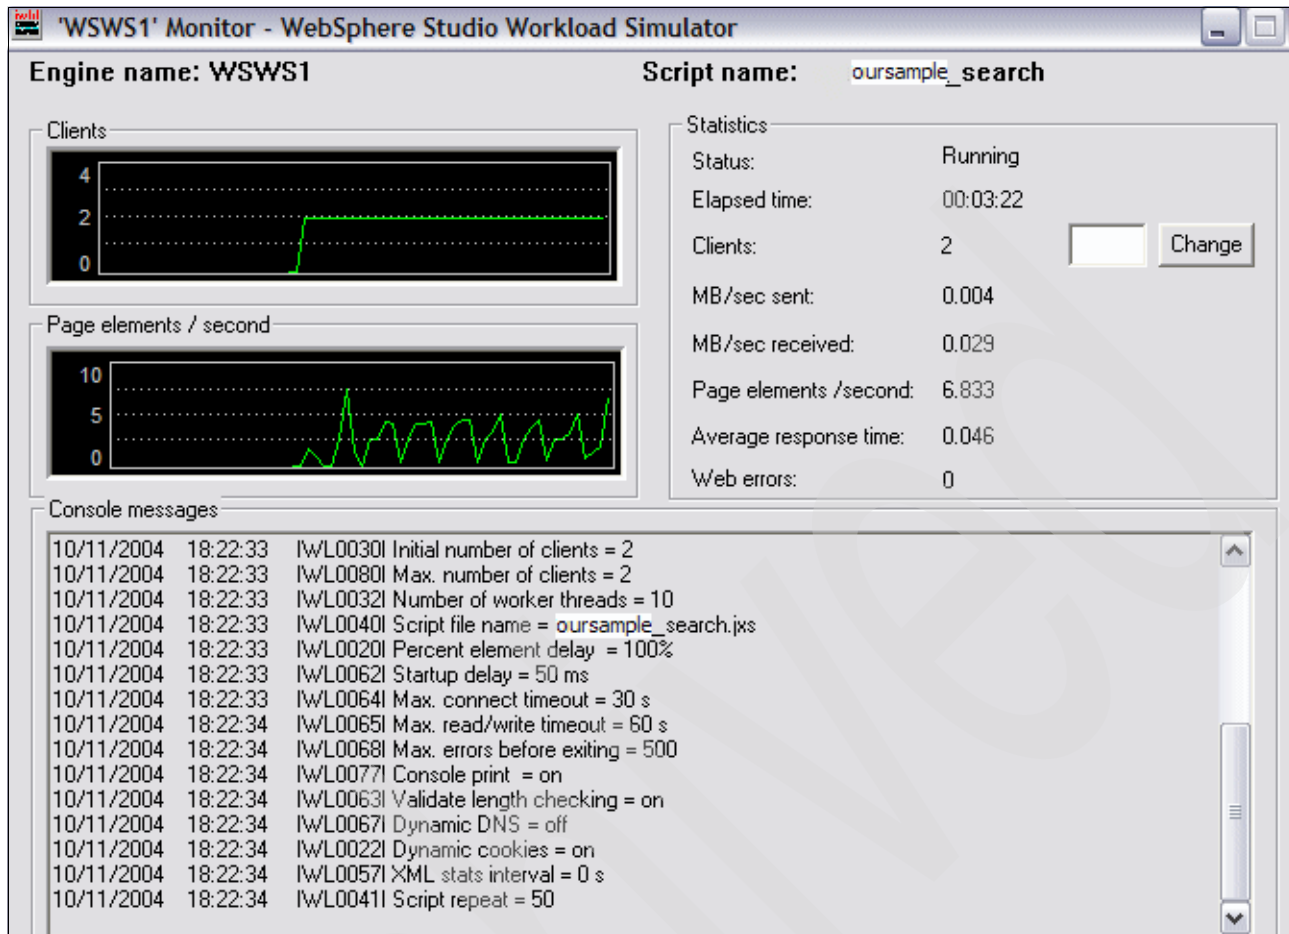 'WSWS1' Monitor - WebSphere Studio Workload Simulator
Engine name: WSWS1
Script name: oursample_search
Clients
4
2
0
Page elements / second
10
5
0
Statistics
Status: Running
Elapsed time: 00:03:22
Clients: 2 Change
MB/sec sent: 0.004
MB/sec received: 0.029
Page elements /second: 6.833
Average response time: 0.046
Web errors: 0
Console messages
10/11/2004 18:22:33 IWL0030I Initial number of clients = 2
10/11/2004 18:22:33 IWL0080I Max. number of clients = 2
10/11/2004 18:22:33 IWL0032I Number of worker threads = 10
10/11/2004 18:22:33 IWL0040I Script file name = oursample_search.jxs
10/11/2004 18:22:33 IWL0020I Percent element delay = 100%
10/11/2004 18:22:33 IWL0062I Startup delay = 50 ms
10/11/2004 18:22:33 IWL0064I Max. connect timeout = 30 s
10/11/2004 18:22:34 IWL0065I Max. read/write timeout = 60 s
10/11/2004 18:22:34 IWL0068I Max. errors before exiting = 500
10/11/2004 18:22:34 IWL0077I Console print = on
10/11/2004 18:22:34 IWL0063I Validate length checking = on
10/11/2004 18:22:34 IWL0067I Dynamic DNS = off
10/11/2004 18:22:34 IWL0022I Dynamic cookies = on
10/11/2004 18:22:34 IWL0057I XML stats interval = 0 s
10/11/2004 18:22:34 IWL0041I Script repeat = 50